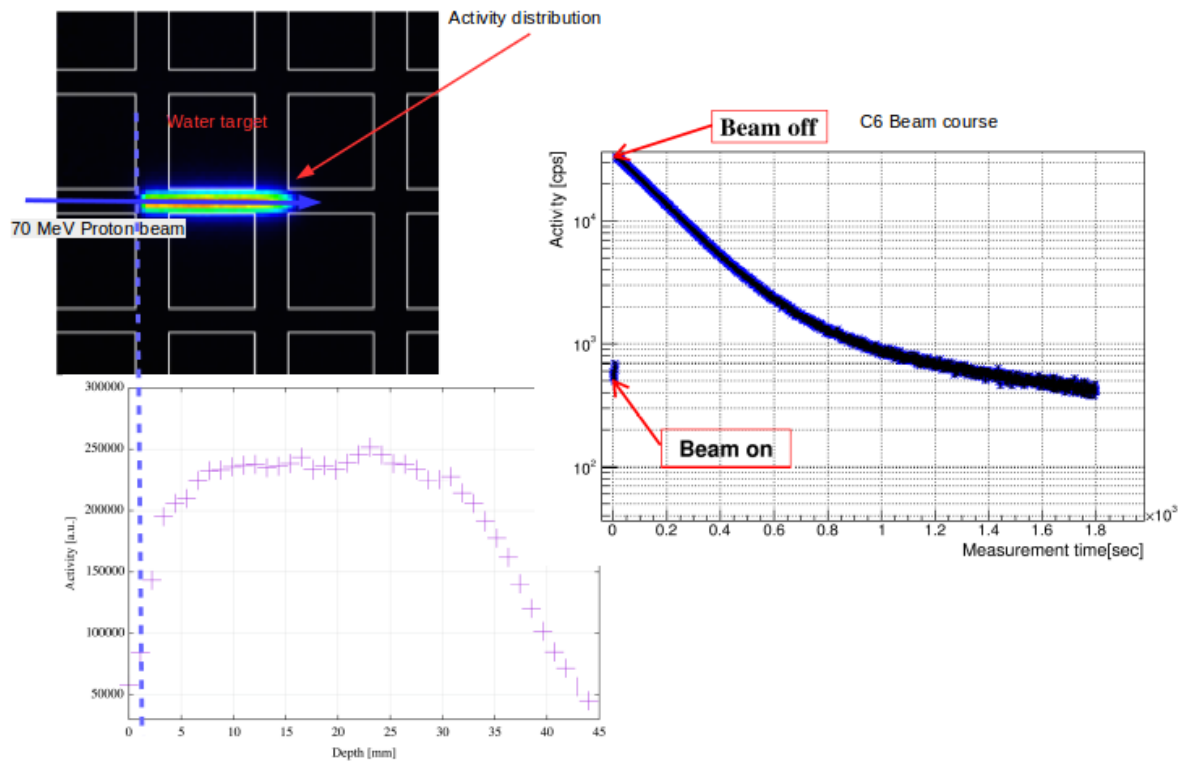 Activity distribution
Water target
70 MeV Proton beam
Beam off
C6 Beam course
Activity [cps]
10⁴
10³
10²
Beam on
0 0.2 0.4 0.6 0.8 1 1.2 1.4 1.6 1.8
×10³
Measurement time[sec]
300000
250000
200000
150000
100000
50000
Activity [a.u.]
0 5 10 15 20 25 30 35 40 45
Depth [mm]